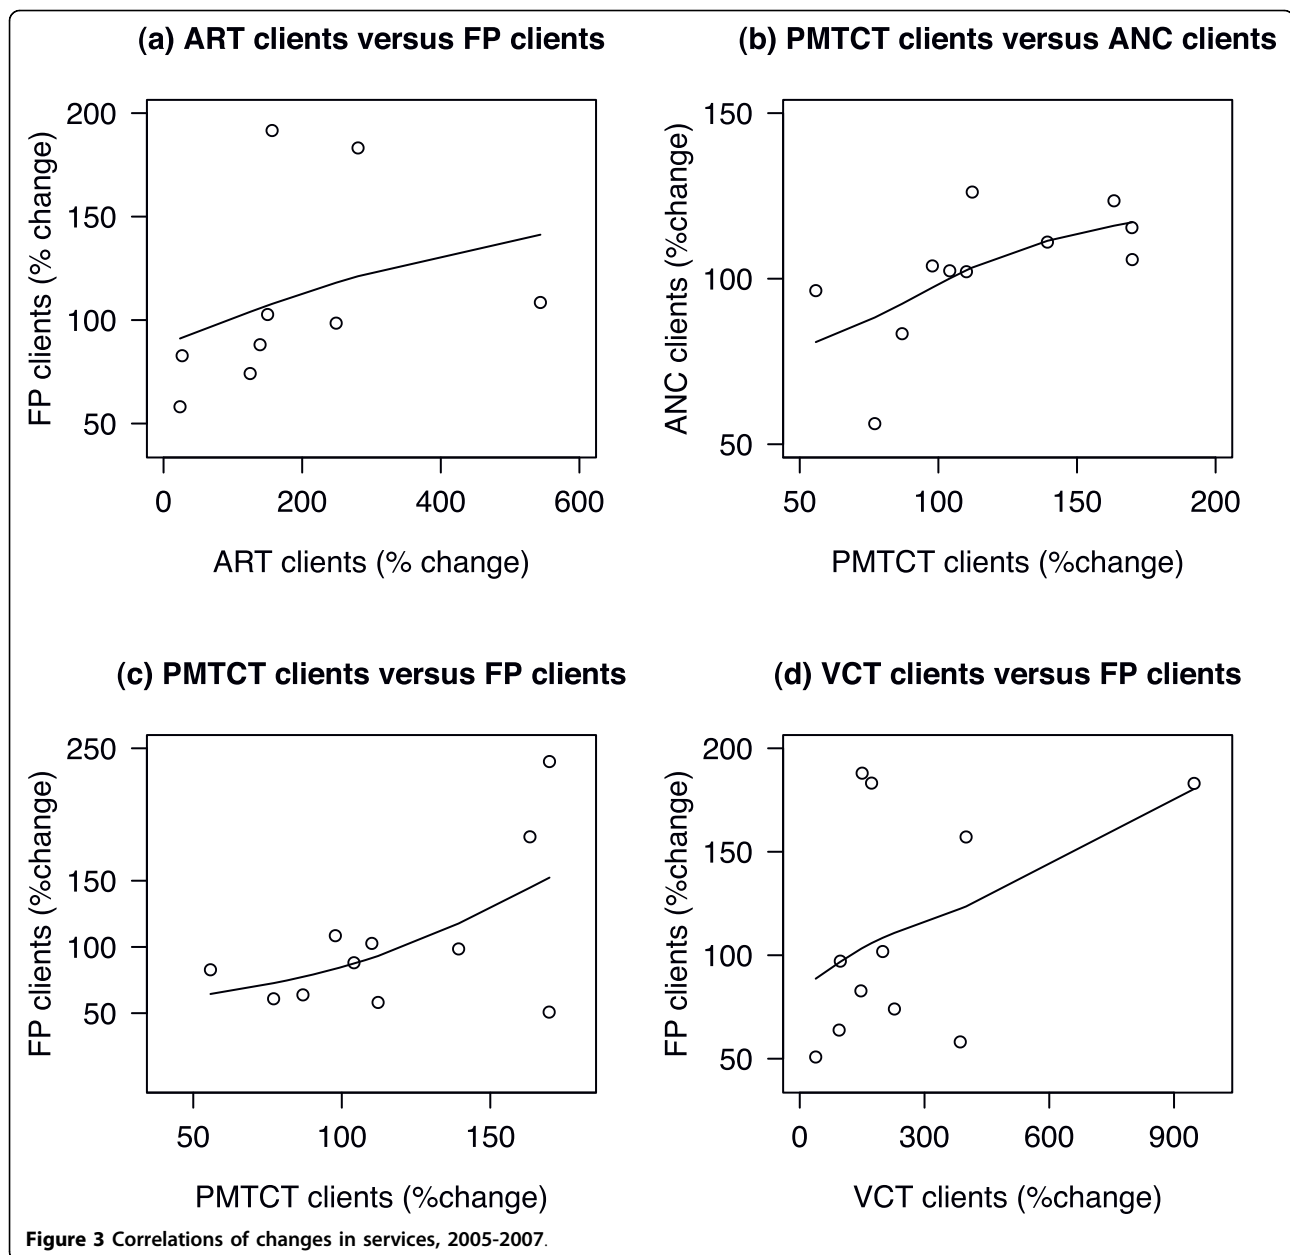 (a) ART clients versus FP clients
FP clients (% change)
200
150
100
50
0 200 400 600
ART clients (% change)
(b) PMTCT clients versus ANC clients
ANC clients (%change)
150
100
50
50 100 150 200
PMTCT clients (%change)
(c) PMTCT clients versus FP clients
FP clients (%change)
250
150
100
50
50 100 150
PMTCT clients (%change)
(d) VCT clients versus FP clients
FP clients (%change)
200
150
100
50
0 300 600 900
VCT clients (%change)
Figure 3 Correlations of changes in services, 2005-2007.